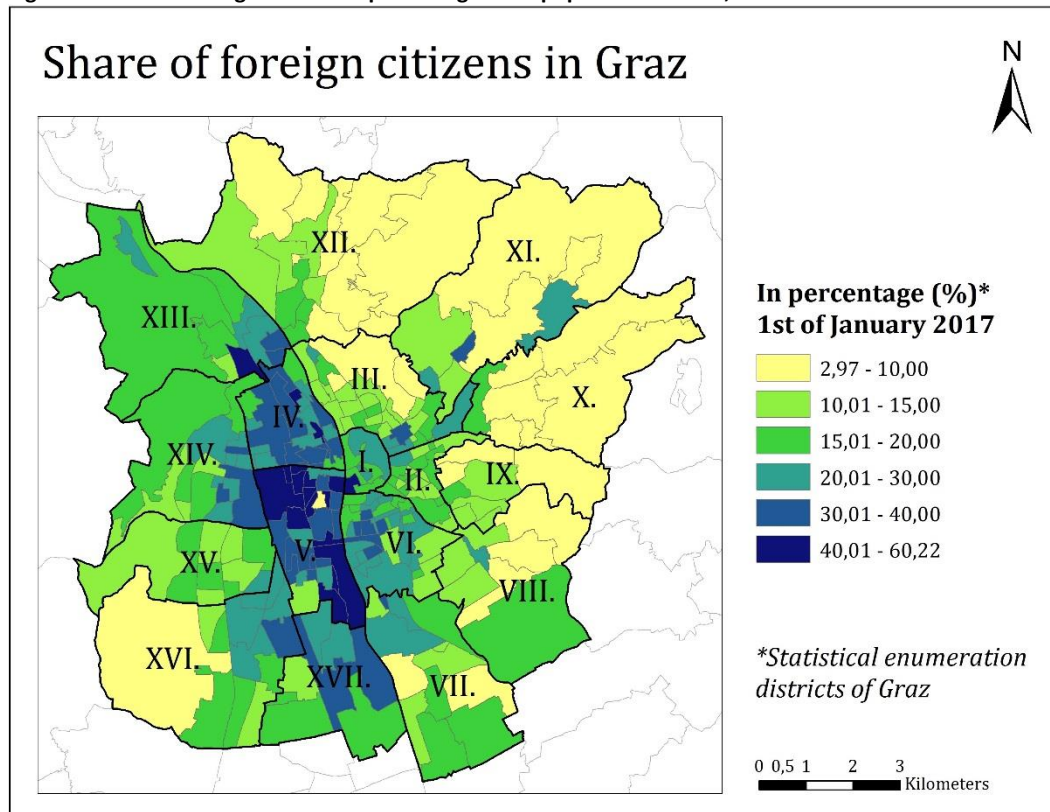 Share of foreign citizens in Graz
N
XII.
XI.
XIII.
III.
X.
IV.
XIV.
I.
II.
IX.
V.
VI.
XV.
VIII.
XVI.
XVII.
VII.
In percentage (%)*
1st of January 2017
2,97 - 10,00
10,01 - 15,00
15,01 - 20,00
20,01 - 30,00
30,01 - 40,00
40,01 - 60,22
*Statistical enumeration
districts of Graz
0 0,5 1 2 3
Kilometers